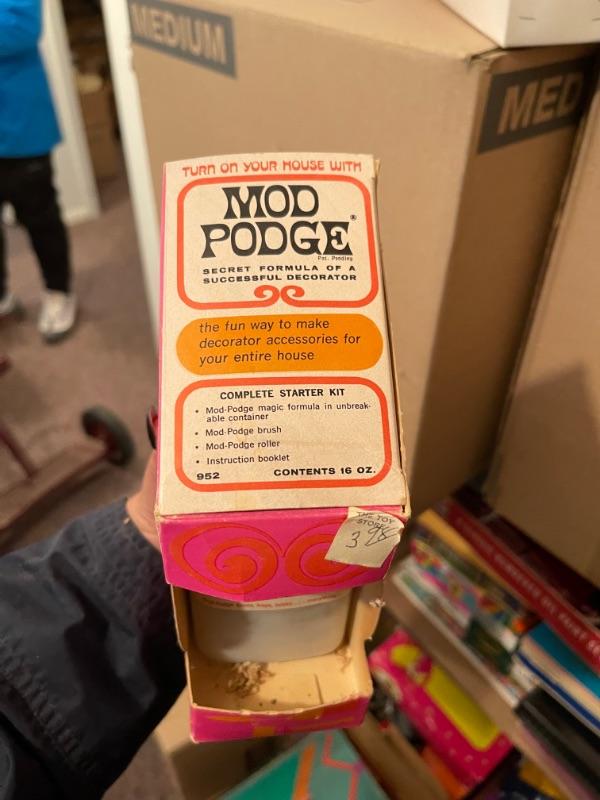 MEDIUM
MED
TURN ON YOUR HOUSE WITH
MOD
PODGE®
Pat. Pending
SECRET FORMULA OF A
SUCCESSFUL DECORATOR
the fun way to make
decorator accessories for
your entire house
COMPLETE STARTER KIT
• Mod-Podge magic formula in unbreak-
able container
• Mod-Podge brush
• Mod-Podge roller
• Instruction booklet
952 CONTENTS 16 OZ.
THE TOY
STORE
3 98